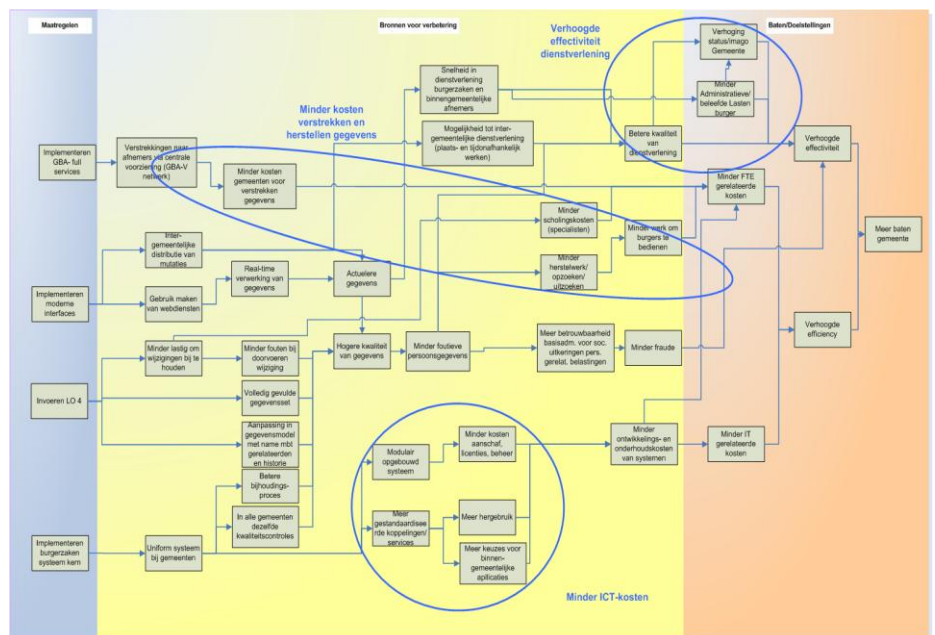 Maatregelen
Bronnen voor verbetering
Baten/Doelstellingen
Verhoogde
effectiviteit
dienstverlening
Verhoging
status/imago
Gemeente
Snelheid in
dienstverlening
burgerzaken en
binnengemeentelijke
afnemers
Minder
Administratieve/
beleefde Lasten
burger
Minder kosten
verstrekken en
herstellen gegevens
Implementeren
GBA- full
services
Verstrekkingen naar
afnemers via centrale
voorziening (GBA-V
netwerk)
Mogelijkheid tot inter-
gemeentelijke dienstverlening
(plaats- en tijdonafhankelijk
werken)
Betere kwaliteit
van
dienstverlening
Verhoogde
effectiviteit
Minder kosten
gemeenten voor
verstrekken
gegevens
Minder FTE
gerelateerde
kosten
Minder
scholingskosten
(specialisten)
Minder werk om
burgers te
bedienen
Meer baten
gemeente
Inter-
gemeentelijke
distributie van
mutaties
Real-time
verwerking van
gegevens
Actuelere
gegevens
Minder
herstelwerk/
opzoeken/
uitzoeken
Implementeren
moderne
interfaces
Gebruik maken
van webdiensten
Verhoogde
efficiency
Minder lastig om
wijzigingen bij te
houden
Minder fouten bij
doorvoeren
wijziging
Hogere kwaliteit
van gegevens
Minder foutieve
persoonsgegevens
Meer betrouwbaarheid
basisadm. voor soc.
uitkeringen pers.
gerelat. belastingen
Minder fraude
Invoeren LO 4
Volledig gevulde
gegevensset
Aanpassing in
gegevensmodel
met name mbt
gerelateerden
en historie
Modulair
opgebouwd
systeem
Minder kosten
aanschaf,
licenties, beheer
Minder
ontwikkelings- en
onderhoudskosten
van systemen
Minder IT
gerelateerde
kosten
Betere
bijhoudings-
proces
In alle gemeenten
dezelfde
kwaliteitscontroles
Meer
gestandaardisee
rde koppelingen/
services
Meer hergebruik
Implementeren
burgerzaken
systeem kern
Uniform systeem
bij gemeenten
Meer keuzes voor
binnen-
gemeentelijke
apllicaties
Minder ICT-kosten